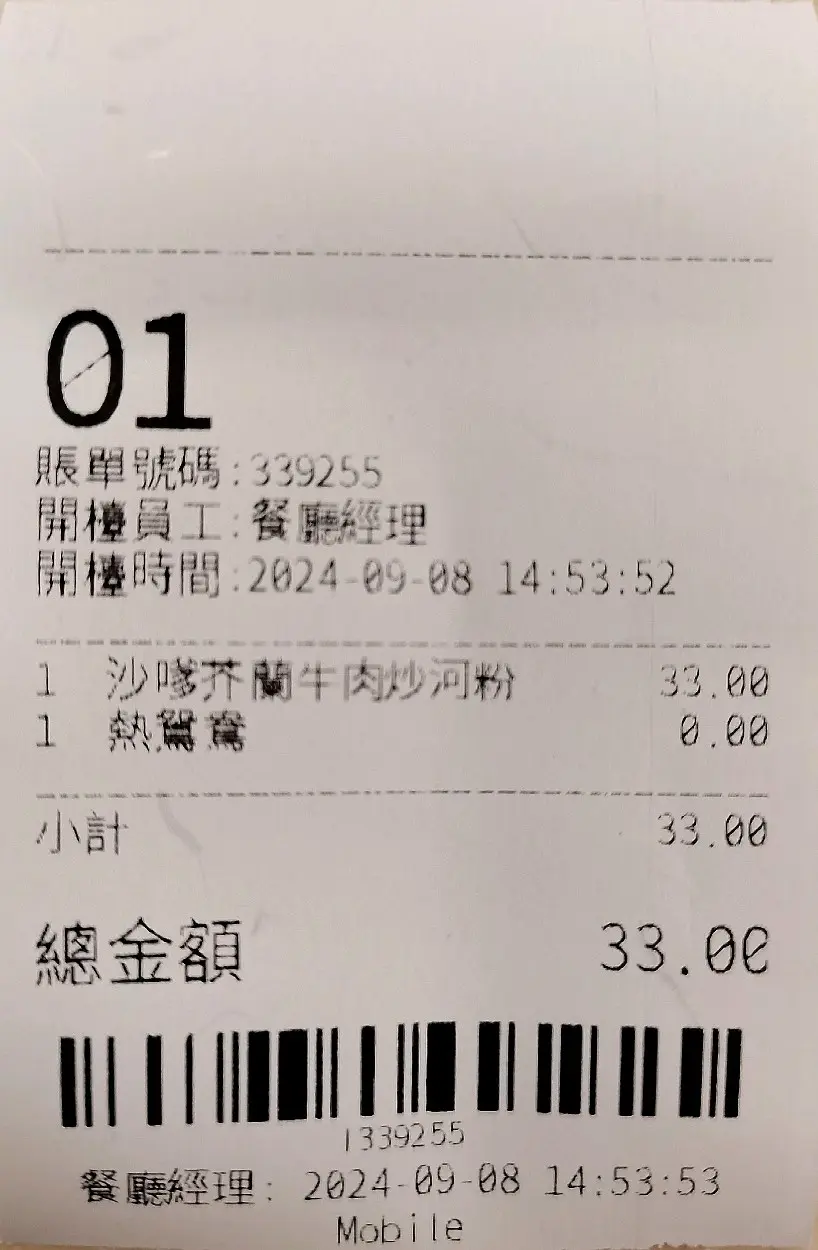 01
賬單號碼:339255
開檯員工:餐廳經理
開檯時間:2024-09-08 14:53:52
1 沙嗲芥蘭牛肉炒河粉 33.00
1 熱鴛鴦 0.00
小計 33.00
總金額 33.00
1339255
餐廳經理: 2024-09-08 14:53:53
Mobile